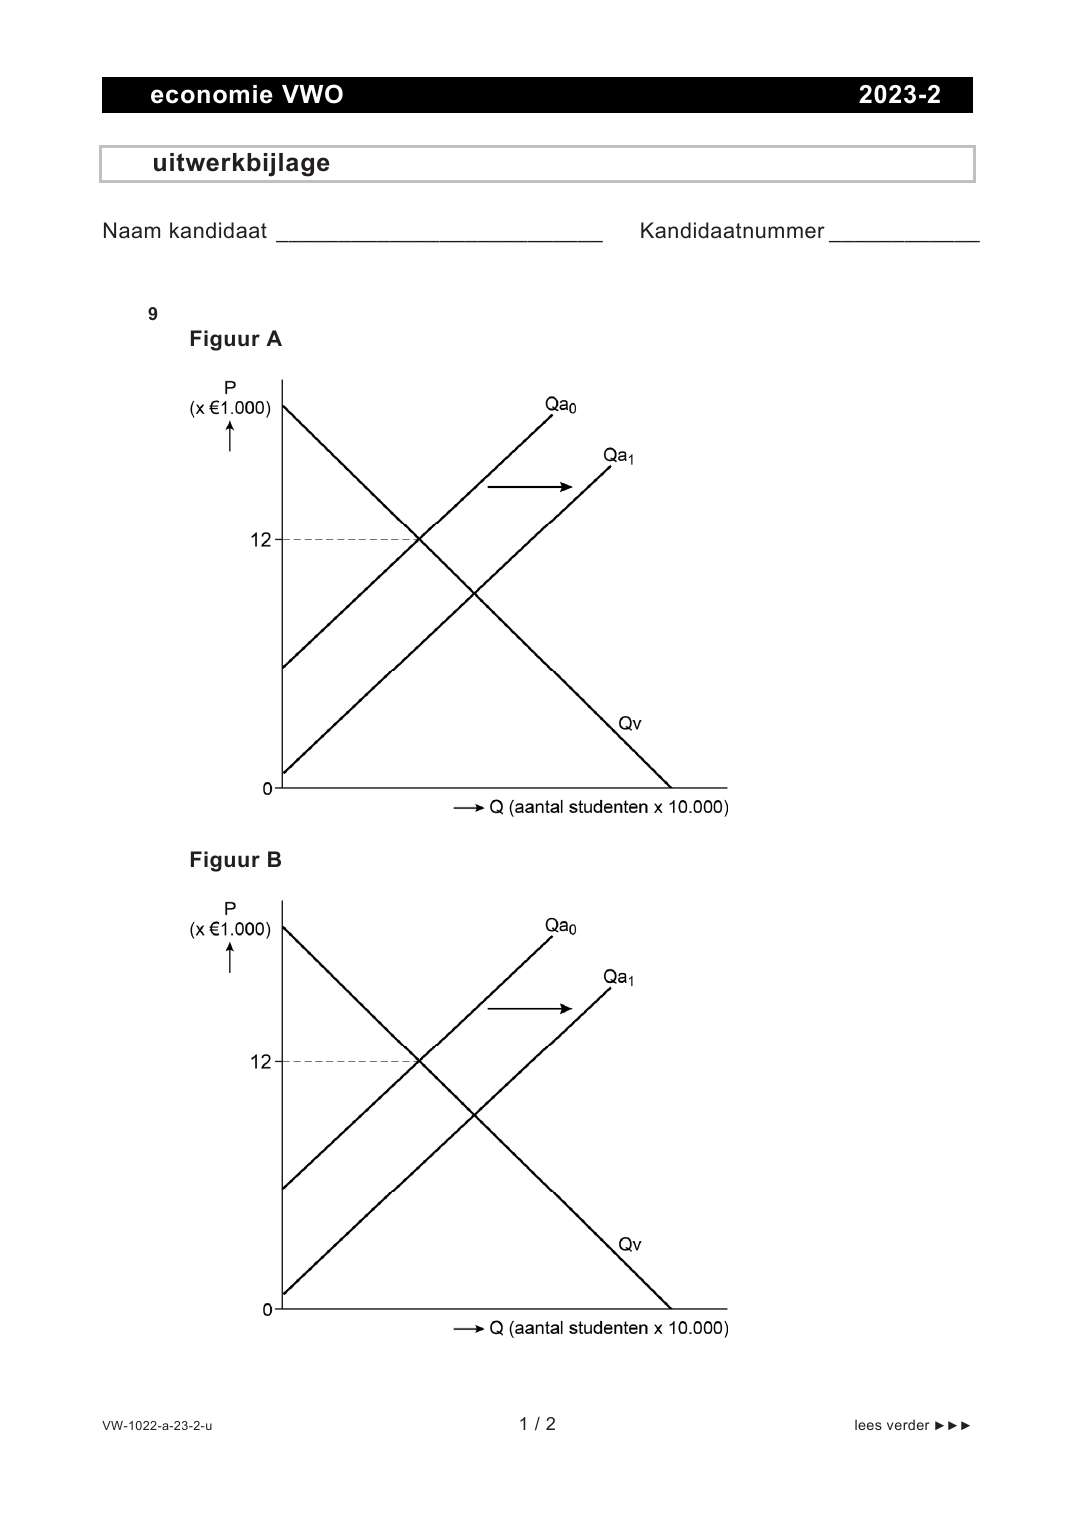 economie VWO 2023-2
uitwerkbijlage
Naam kandidaat __________________________ Kandidaatnummer ____________
9
Figuur A
P
(x €1.000)
Qa0
Qa1
12
Qv
0
Q (aantal studenten x 10.000)
Figuur B
P
(x €1.000)
Qa0
Qa1
12
Qv
0
Q (aantal studenten x 10.000)
VW-1022-a-23-2-u 1 / 2 lees verder ►►►